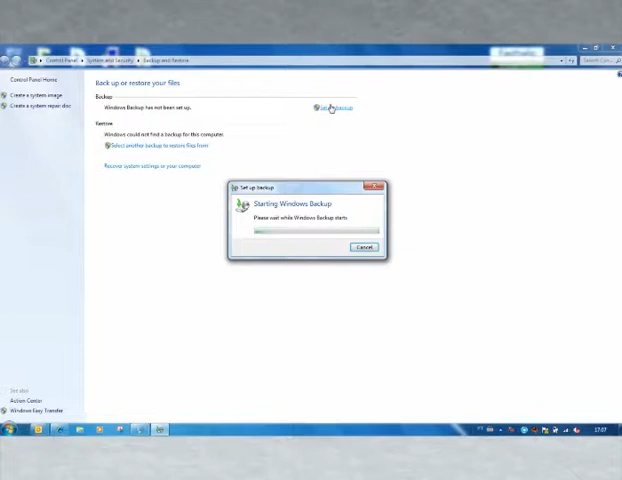 Control Panel ▸ System and Security ▸ Backup and Restore
Control Panel Home
Create a system image
Create a system repair disc
Back up or restore your files
Backup
Windows Backup has not been set up.
Set up backup
Restore
Windows could not find a backup for this computer.
Select another backup to restore files from
Recover system settings or your computer
Set up backup
Starting Windows Backup
Please wait while Windows Backup starts
Cancel
See also
Action Center
Windows Easy Transfer
PT
17:07